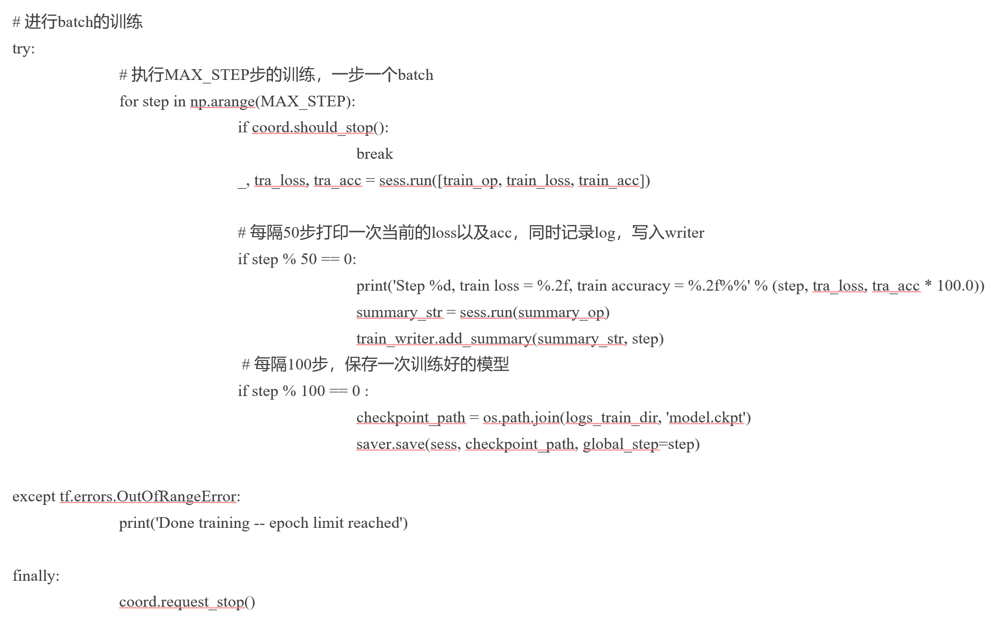 # 进行batch的训练
try:
# 执行MAX_STEP步的训练，一步一个batch
for step in np.arange(MAX_STEP):
if coord.should_stop():
break
_, tra_loss, tra_acc = sess.run([train_op, train_loss, train_acc])
# 每隔50步打印一次当前的loss以及acc，同时记录log，写入writer
if step % 50 == 0:
print('Step %d, train loss = %.2f, train accuracy = %.2f%%' % (step, tra_loss, tra_acc * 100.0))
summary_str = sess.run(summary_op)
train_writer.add_summary(summary_str, step)
# 每隔100步，保存一次训练好的模型
if step % 100 == 0 :
checkpoint_path = os.path.join(logs_train_dir, 'model.ckpt')
saver.save(sess, checkpoint_path, global_step=step)
except tf.errors.OutOfRangeError:
print('Done training -- epoch limit reached')
finally:
coord.request_stop()